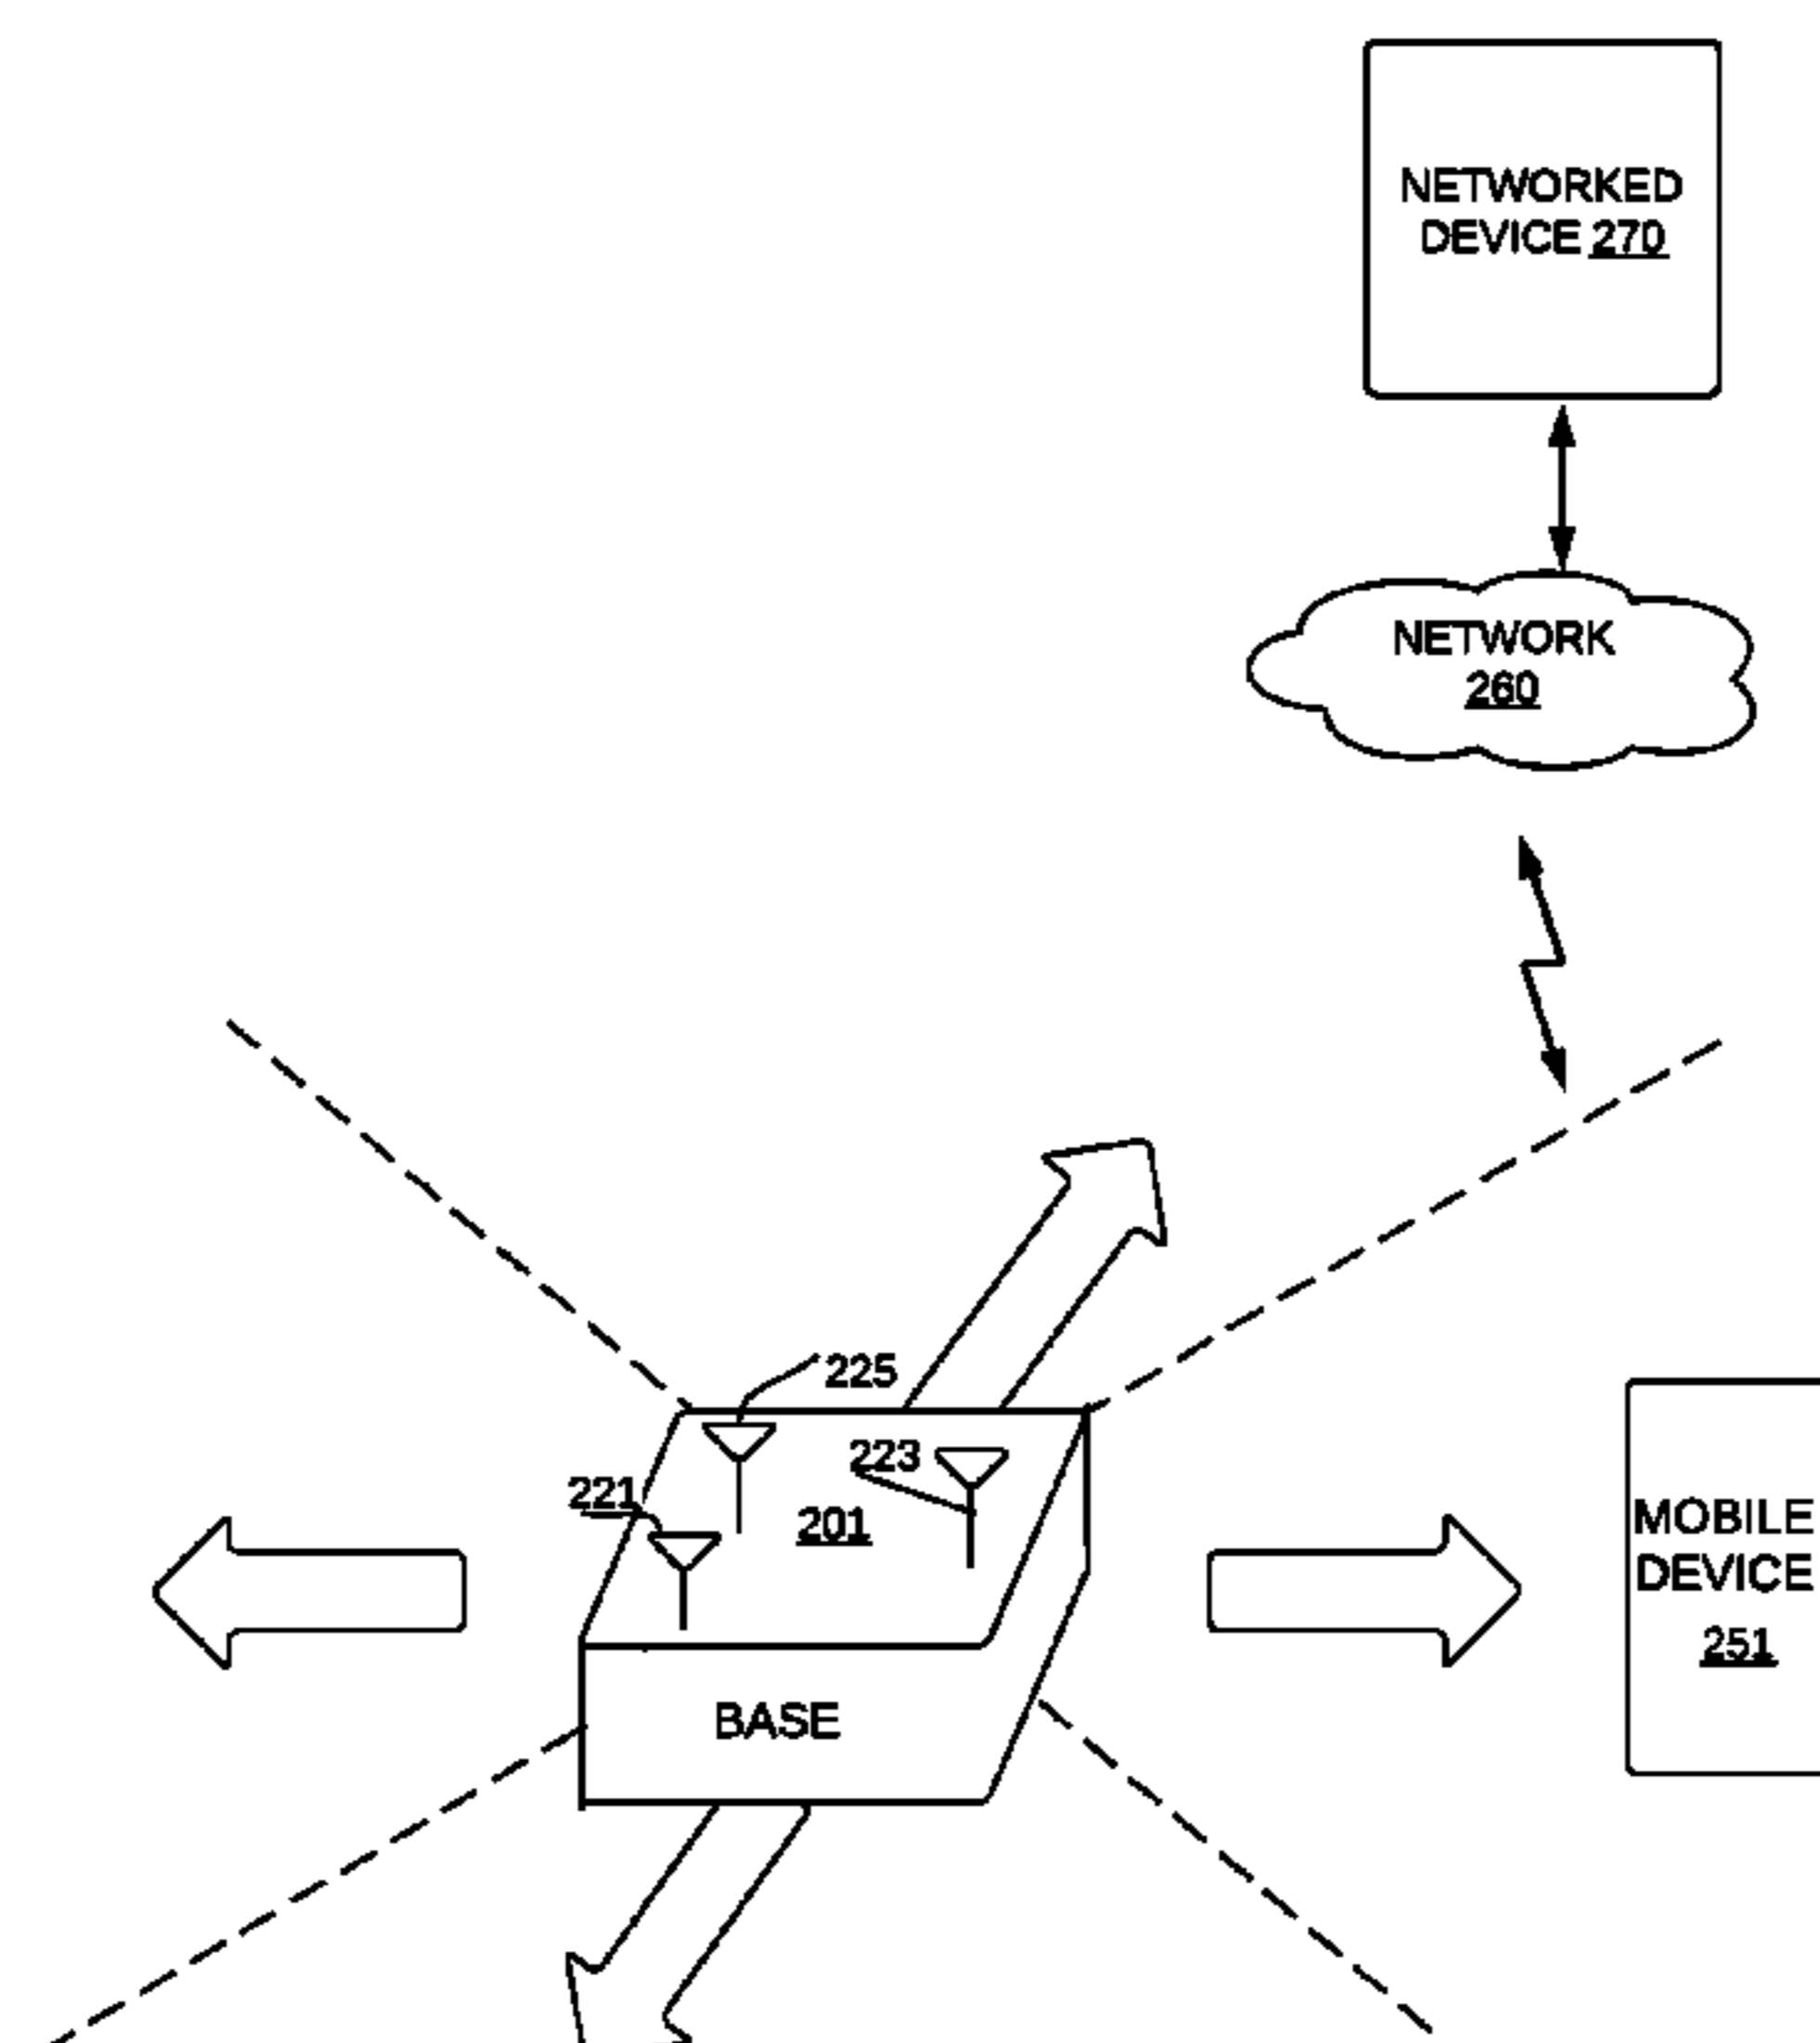 NETWORKED
DEVICE 270
NETWORK
260
225
223
221
201
MOBILE
DEVICE
251
BASE